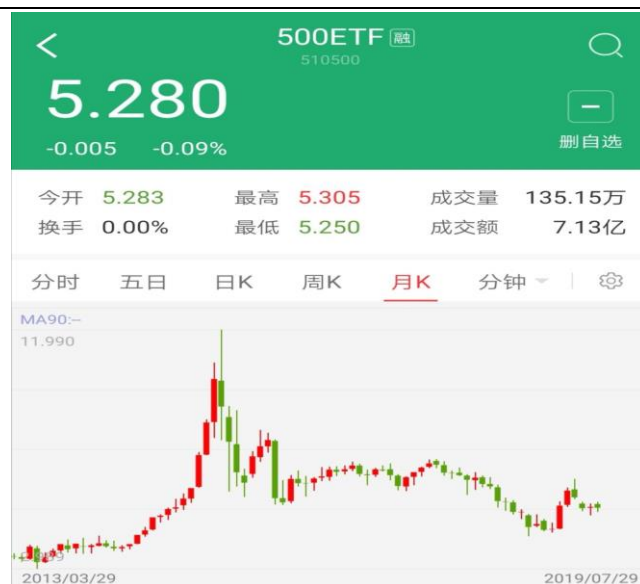 500ETF 融
510500
5.280
-0.005 -0.09%
删自选
今开 5.283 最高 5.305 成交量 135.15万
换手 0.00% 最低 5.250 成交额 7.13亿
分时 五日 日K 周K 月K 分钟
MA90:--
11.990
2013/03/29 2019/07/29